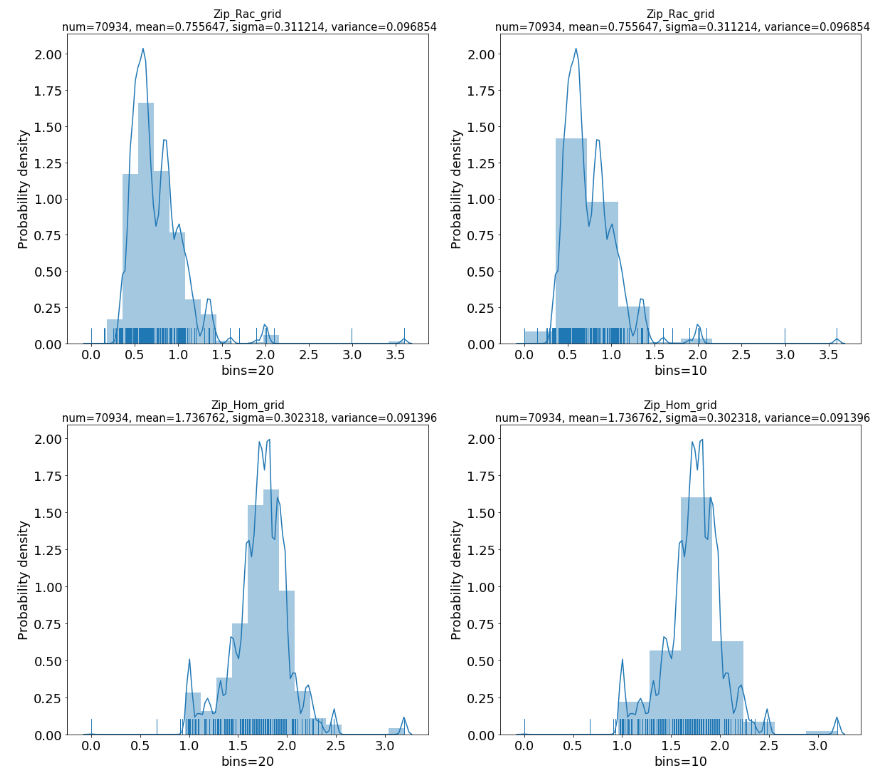 Zip_Rac_grid
num=70934, mean=0.755647, sigma=0.311214, variance=0.096854
Probability density
2.00
1.75
1.50
1.25
1.00
0.75
0.50
0.25
0.00
0.0 0.5 1.0 1.5 2.0 2.5 3.0 3.5
bins=20
Zip_Rac_grid
num=70934, mean=0.755647, sigma=0.311214, variance=0.096854
Probability density
2.00
1.75
1.50
1.25
1.00
0.75
0.50
0.25
0.00
0.0 0.5 1.0 1.5 2.0 2.5 3.0 3.5
bins=10
Zip_Hom_grid
num=70934, mean=1.736762, sigma=0.302318, variance=0.091396
Probability density
2.00
1.75
1.50
1.25
1.00
0.75
0.50
0.25
0.00
0.0 0.5 1.0 1.5 2.0 2.5 3.0
bins=20
Zip_Hom_grid
num=70934, mean=1.736762, sigma=0.302318, variance=0.091396
Probability density
2.00
1.75
1.50
1.25
1.00
0.75
0.50
0.25
0.00
0.0 0.5 1.0 1.5 2.0 2.5 3.0
bins=10